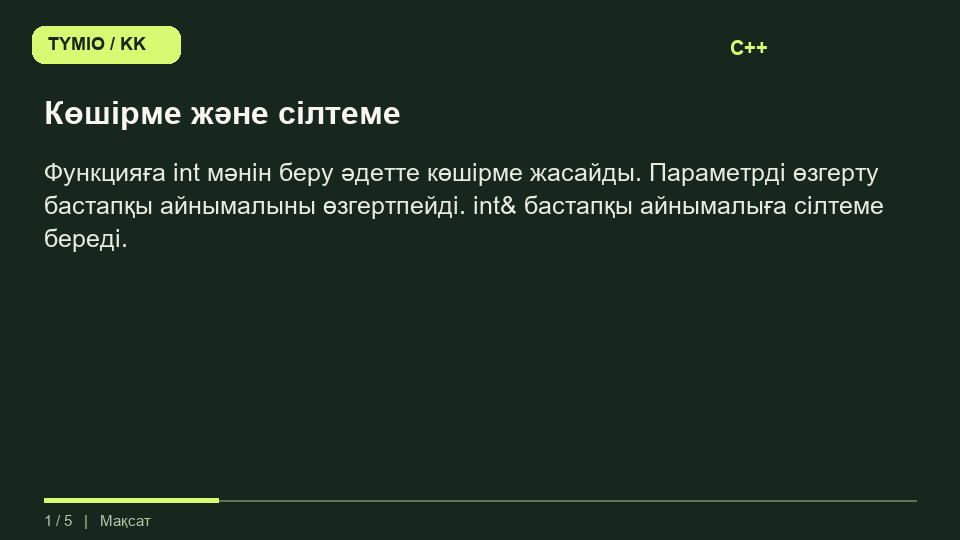 TYMIO / KK
C++
Көшірме және сілтеме
Функцияға int мәнін беру әдетте көшірме жасайды. Параметрді өзгерту
бастапқы айнымалыны өзгертпейді. int& бастапқы айнымалыға сілтеме
береді.
1 / 5 | Мақсат